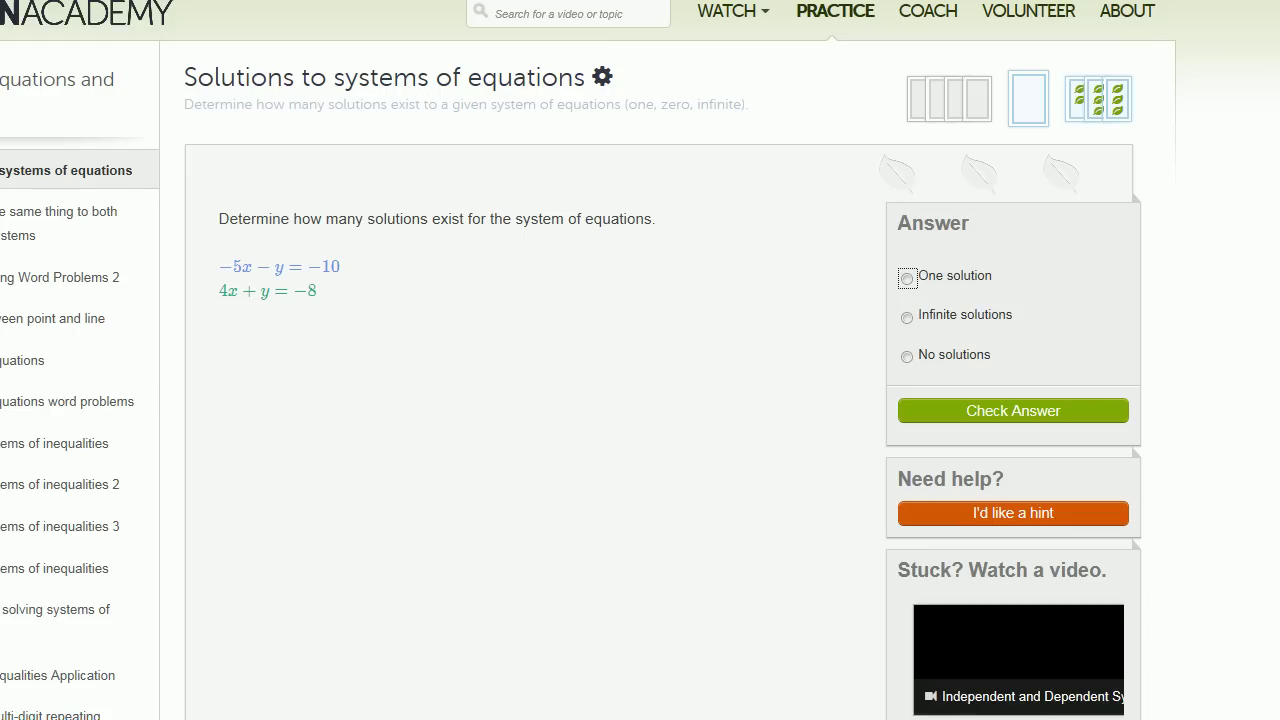 NACADEMY
Search for a video or topic
WATCH PRACTICE COACH VOLUNTEER ABOUT
quations and
systems of equations
e same thing to both
stems
ng Word Problems 2
een point and line
quations
quations word problems
ems of inequalities
ems of inequalities 2
ems of inequalities 3
ems of inequalities
solving systems of
qualities Application
ulti-digit repeating
Solutions to systems of equations
Determine how many solutions exist to a given system of equations (one, zero, infinite).
Determine how many solutions exist for the system of equations.
−5x − y = −10
4x + y = −8
Answer
One solution
Infinite solutions
No solutions
Check Answer
Need help?
I'd like a hint
Stuck? Watch a video.
Independent and Dependent Sy